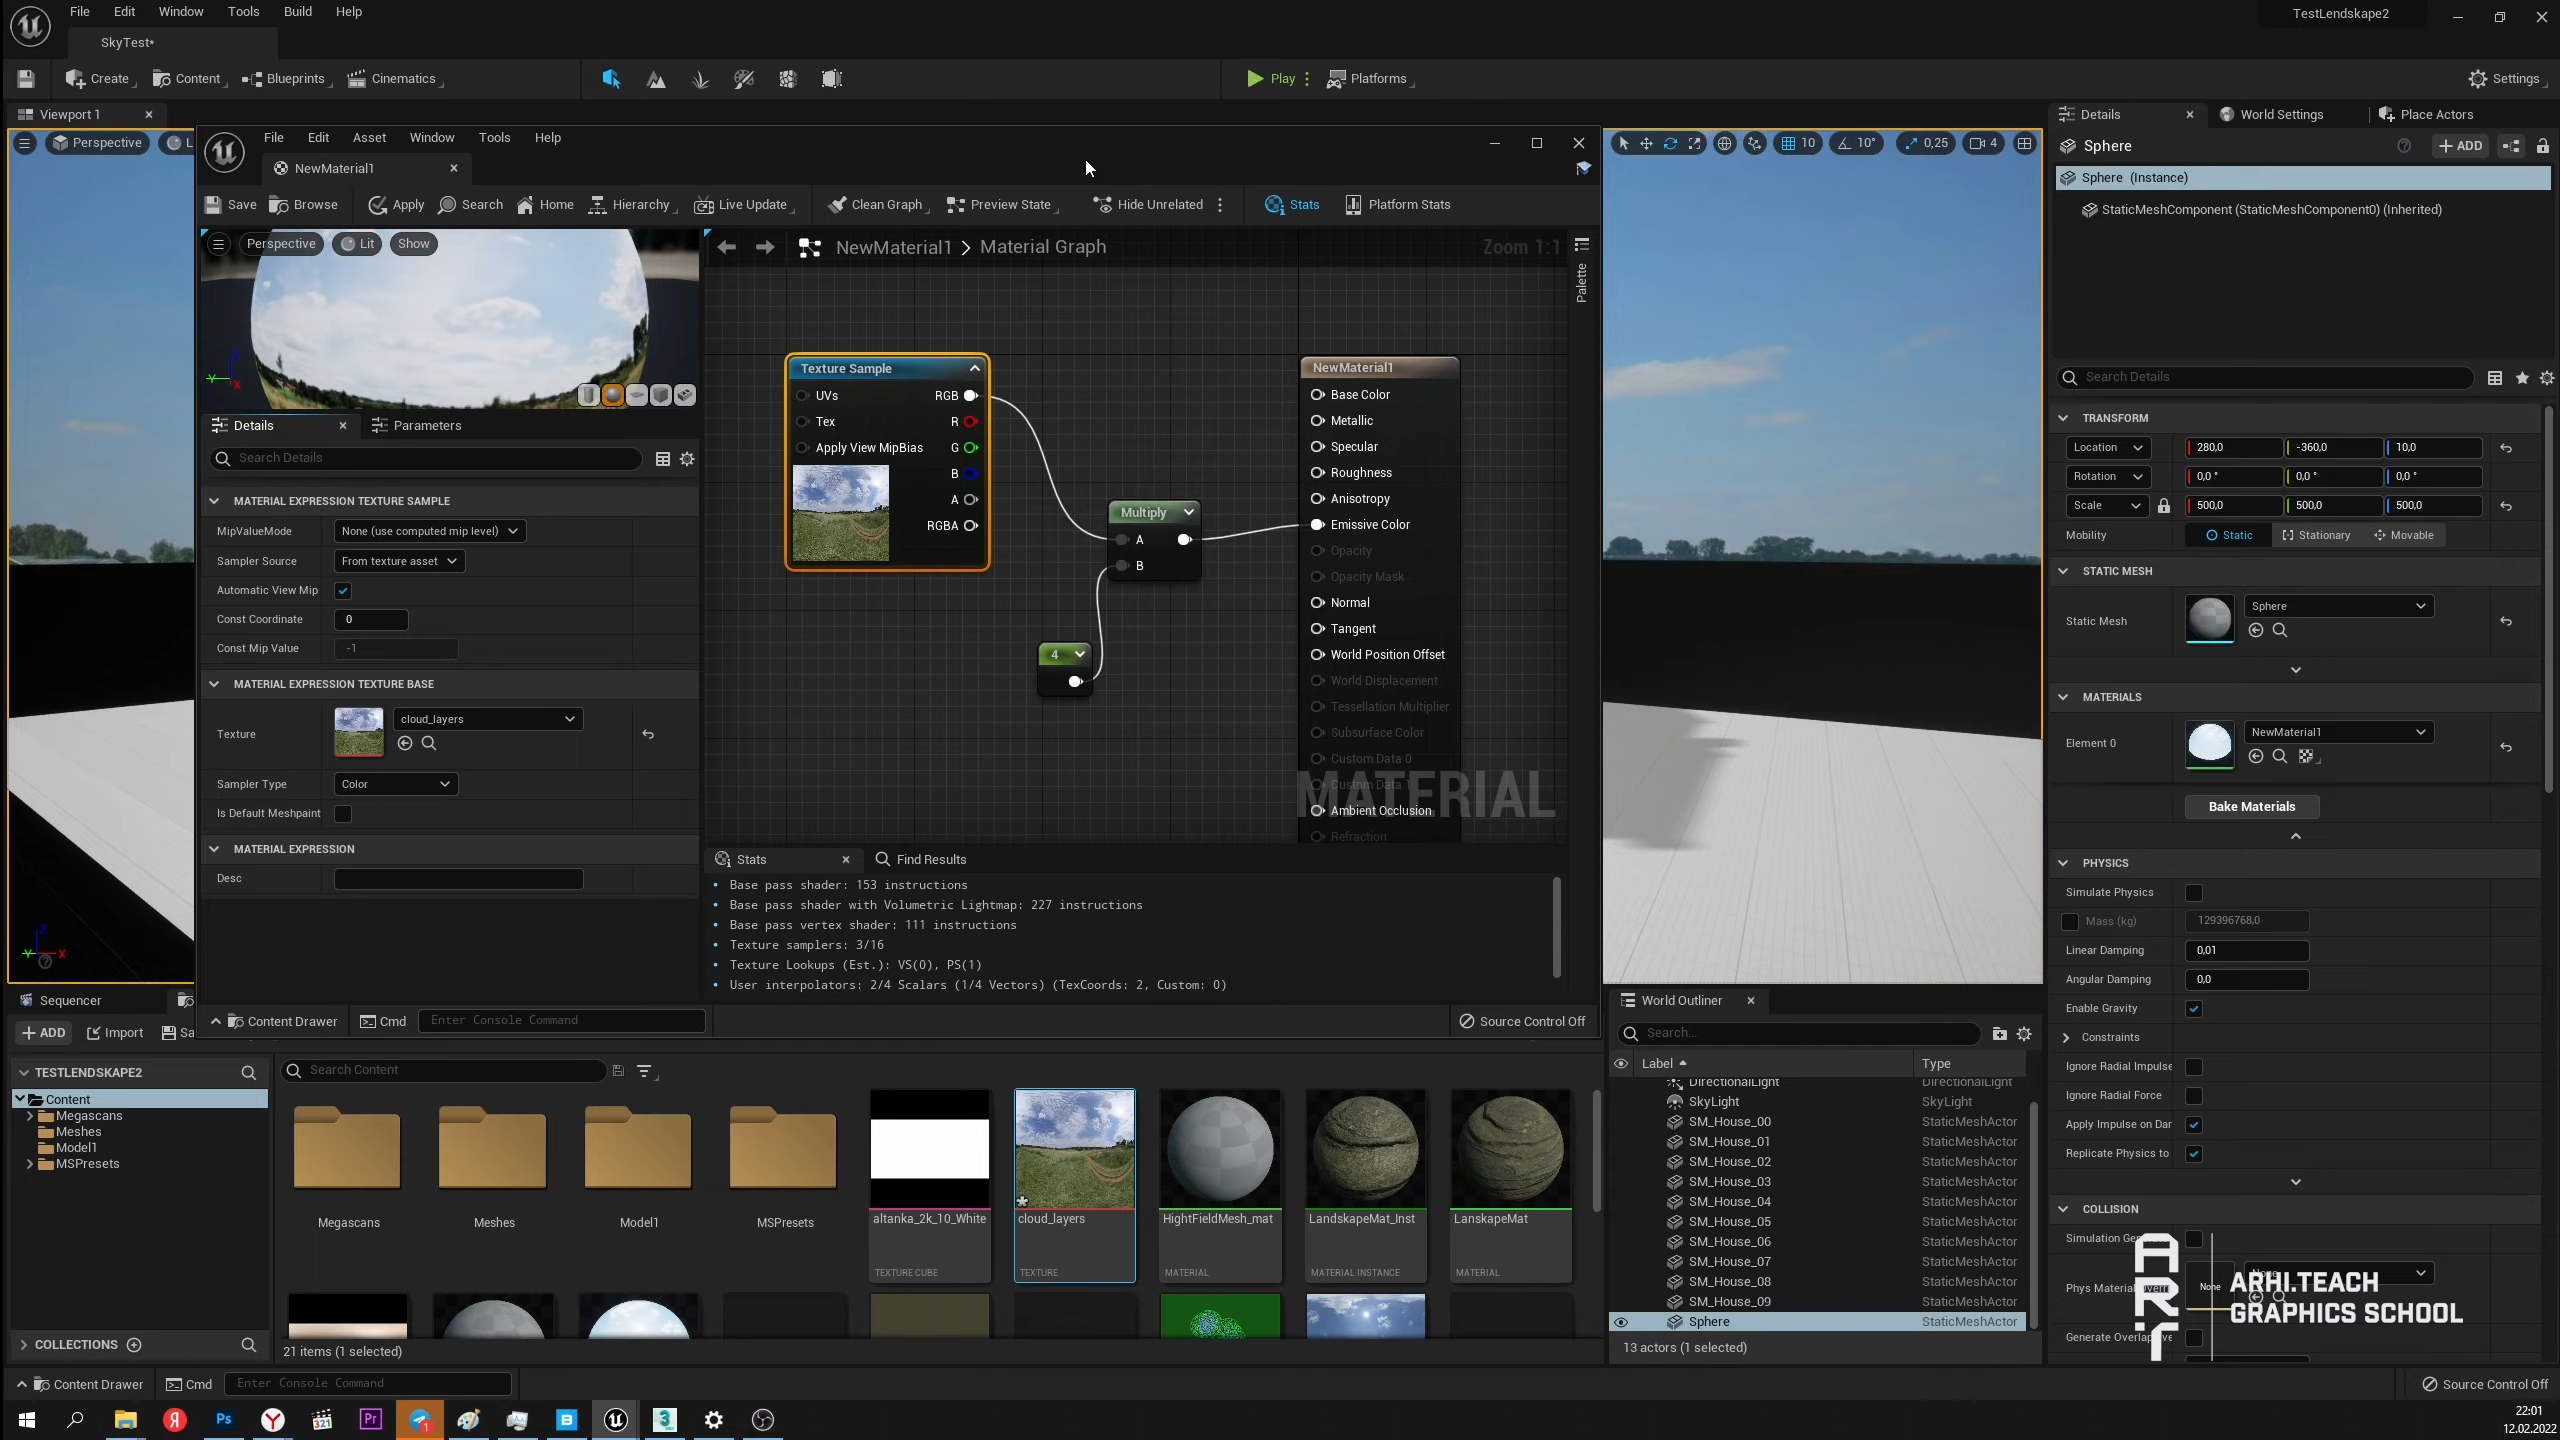 File Edit Window Tools Build Help
TestLendskape2
SkyTest•
Create Content Blueprints Cinematics Play Platforms Settings
Viewport 1
Perspective
File Edit Asset Window Tools Help
NewMaterial1
Save Browse Apply Search Home Hierarchy Live Update Clean Graph Preview State Hide Unrelated Stats Platform Stats
Perspective Lit Show
NewMaterial1 > Material Graph
Zoom 1:1
Palette
Texture Sample
UVs RGB
Tex R
Apply View MipBias G
B
A
RGBA
Multiply
A
B
4
NewMaterial1
Base Color
Metallic
Specular
Roughness
Anisotropy
Emissive Color
Opacity
Opacity Mask
Normal
Tangent
World Position Offset
World Displacement
Tessellation Multiplier
Subsurface Color
Custom Data 0
Custom Data 1
Ambient Occlusion
Refraction
MATERIAL
Details Parameters
Search Details
MATERIAL EXPRESSION TEXTURE SAMPLE
MipValueMode None (use computed mip level)
Sampler Source From texture asset
Automatic View Mip
Const Coordinate 0
Const Mip Value -1
MATERIAL EXPRESSION TEXTURE BASE
Texture cloud_layers
Sampler Type Color
Is Default Meshpaint
MATERIAL EXPRESSION
Desc
Stats Find Results
• Base pass shader: 153 instructions
• Base pass shader with Volumetric Lightmap: 227 instructions
• Base pass vertex shader: 111 instructions
• Texture samplers: 3/16
• Texture Lookups (Est.): VS(0), PS(1)
• User interpolators: 2/4 Scalars (1/4 Vectors) (TexCoords: 2, Custom: 0)
Content Drawer Cmd Enter Console Command Source Control Off
10 10° 0,25 4
Details World Settings Place Actors
Sphere ADD
Sphere (Instance)
StaticMeshComponent (StaticMeshComponent0) (Inherited)
Search Details
TRANSFORM
Location 280,0 -360,0 10,0
Rotation 0,0 ° 0,0 ° 0,0 °
Scale 500,0 500,0 500,0
Mobility Static Stationary Movable
STATIC MESH
Static Mesh Sphere
MATERIALS
Element 0 NewMaterial1
Bake Materials
PHYSICS
Simulate Physics
Mass (kg) 129396768,0
Linear Damping 0,01
Angular Damping 0,0
Enable Gravity
Constraints
Ignore Radial Impulse
Ignore Radial Force
Apply Impulse on Dar
Replicate Physics to
COLLISION
Simulation Gen
Phys Material None
Generate Overlap
ART
ARHI.TEACH
GRAPHICS SCHOOL
Sequencer
ADD Import
TESTLENDSKAPE2
Content
Megascans
Meshes
Model1
MSPresets
COLLECTIONS
Search Content
Megascans Meshes Model1 MSPresets
altanka_2k_10_White
TEXTURE CUBE
cloud_layers
TEXTURE
HightFieldMesh_mat
MATERIAL
LandskapeMat_Inst
MATERIAL INSTANCE
LanskapeMat
MATERIAL
21 items (1 selected)
World Outliner
Search...
Label Type
DirectionalLight DirectionalLight
SkyLight SkyLight
SM_House_00 StaticMeshActor
SM_House_01 StaticMeshActor
SM_House_02 StaticMeshActor
SM_House_03 StaticMeshActor
SM_House_04 StaticMeshActor
SM_House_05 StaticMeshActor
SM_House_06 StaticMeshActor
SM_House_07 StaticMeshActor
SM_House_08 StaticMeshActor
SM_House_09 StaticMeshActor
Sphere StaticMeshActor
13 actors (1 selected)
Content Drawer Cmd Enter Console Command Source Control Off
22:01
12.02.2022